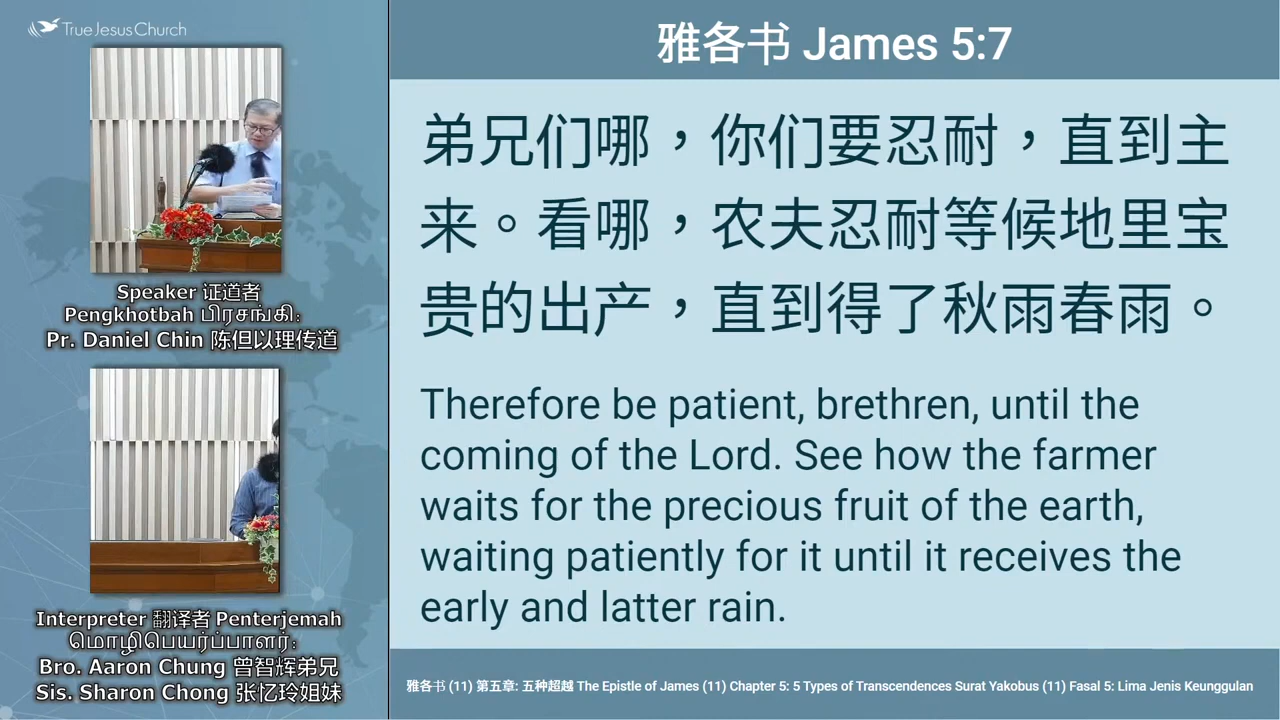 True Jesus Church
Speaker 证道者
Pengkhotbah பிரசங்கி:
Pr. Daniel Chin 陈但以理传道
Interpreter 翻译者 Penterjemah
மொழிபெயர்ப்பாளர்:
Bro. Aaron Chung 曾智辉弟兄
Sis. Sharon Chong 张忆玲姐妹
雅各书 James 5:7
弟兄们哪，你们要忍耐，直到主
来。看哪，农夫忍耐等候地里宝
贵的出产，直到得了秋雨春雨。
Therefore be patient, brethren, until the
coming of the Lord. See how the farmer
waits for the precious fruit of the earth,
waiting patiently for it until it receives the
early and latter rain.
雅各书 (11) 第五章: 五种超越 The Epistle of James (11) Chapter 5: 5 Types of Transcendences Surat Yakobus (11) Fasal 5: Lima Jenis Keunggulan